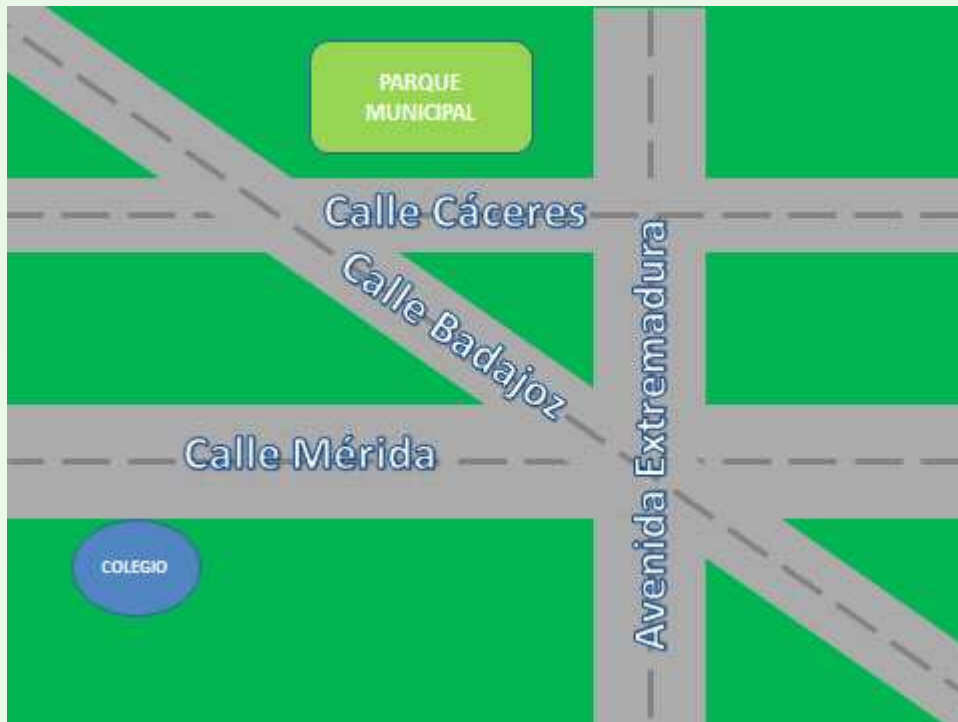 PARQUE
MUNICIPAL
Calle Cáceres
Calle Badajoz
Avenida Extremadura
Calle Mérida
COLEGIO